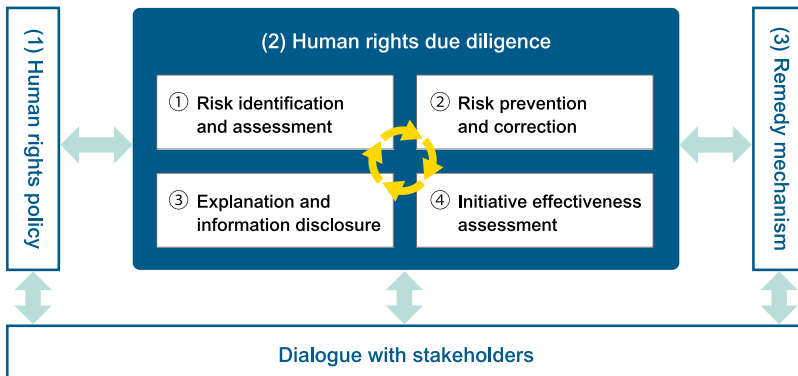 (1) Human
rights policy
(2) Human rights due diligence
① Risk identification
and assessment
② Risk prevention
and correction
③ Explanation and
information disclosure
④ Initiative effectiveness
assessment
(3) Remedy
mechanism
Dialogue with stakeholders